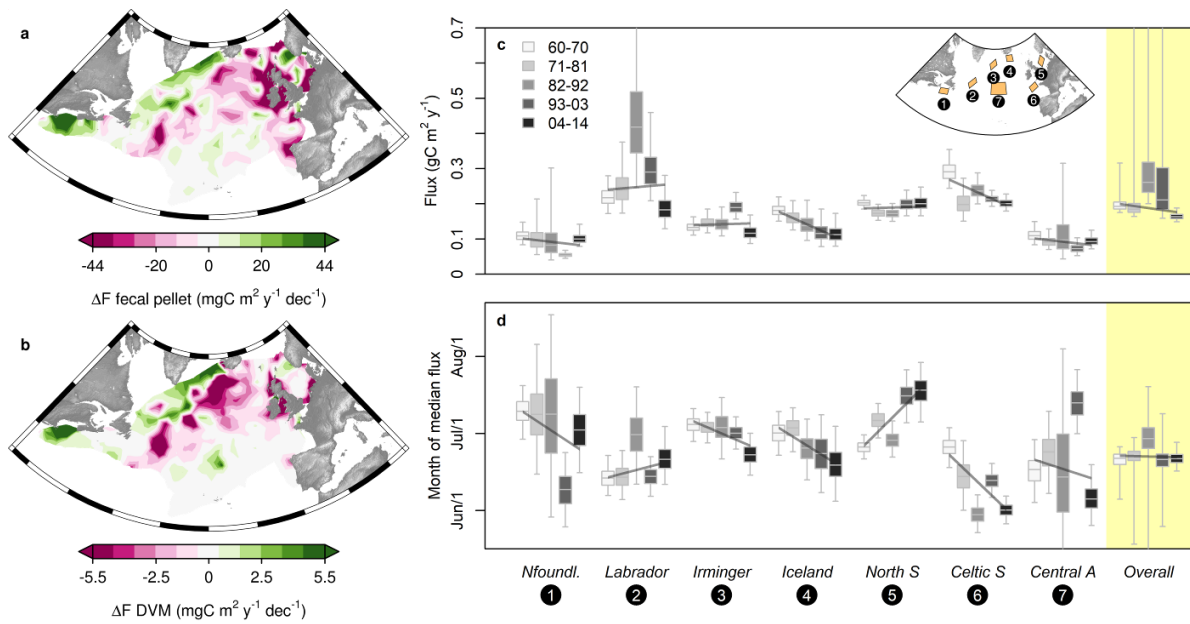 a
-44 -20 0 20 44
ΔF fecal pellet (mgC m² y⁻¹ dec⁻¹)
b
-5.5 -2.5 0 2.5 5.5
ΔF DVM (mgC m² y⁻¹ dec⁻¹)
c
Flux (gC m² y⁻¹)
0.7
0.5
0.3
0.2
0.1
0
60-70
71-81
82-92
93-03
04-14
1 2 3 4 5 6 7
d
Month of median flux
Aug/1
Jul/1
Jun/1
Nfoundl. Labrador Irminger Iceland North S Celtic S Central A Overall
1 2 3 4 5 6 7